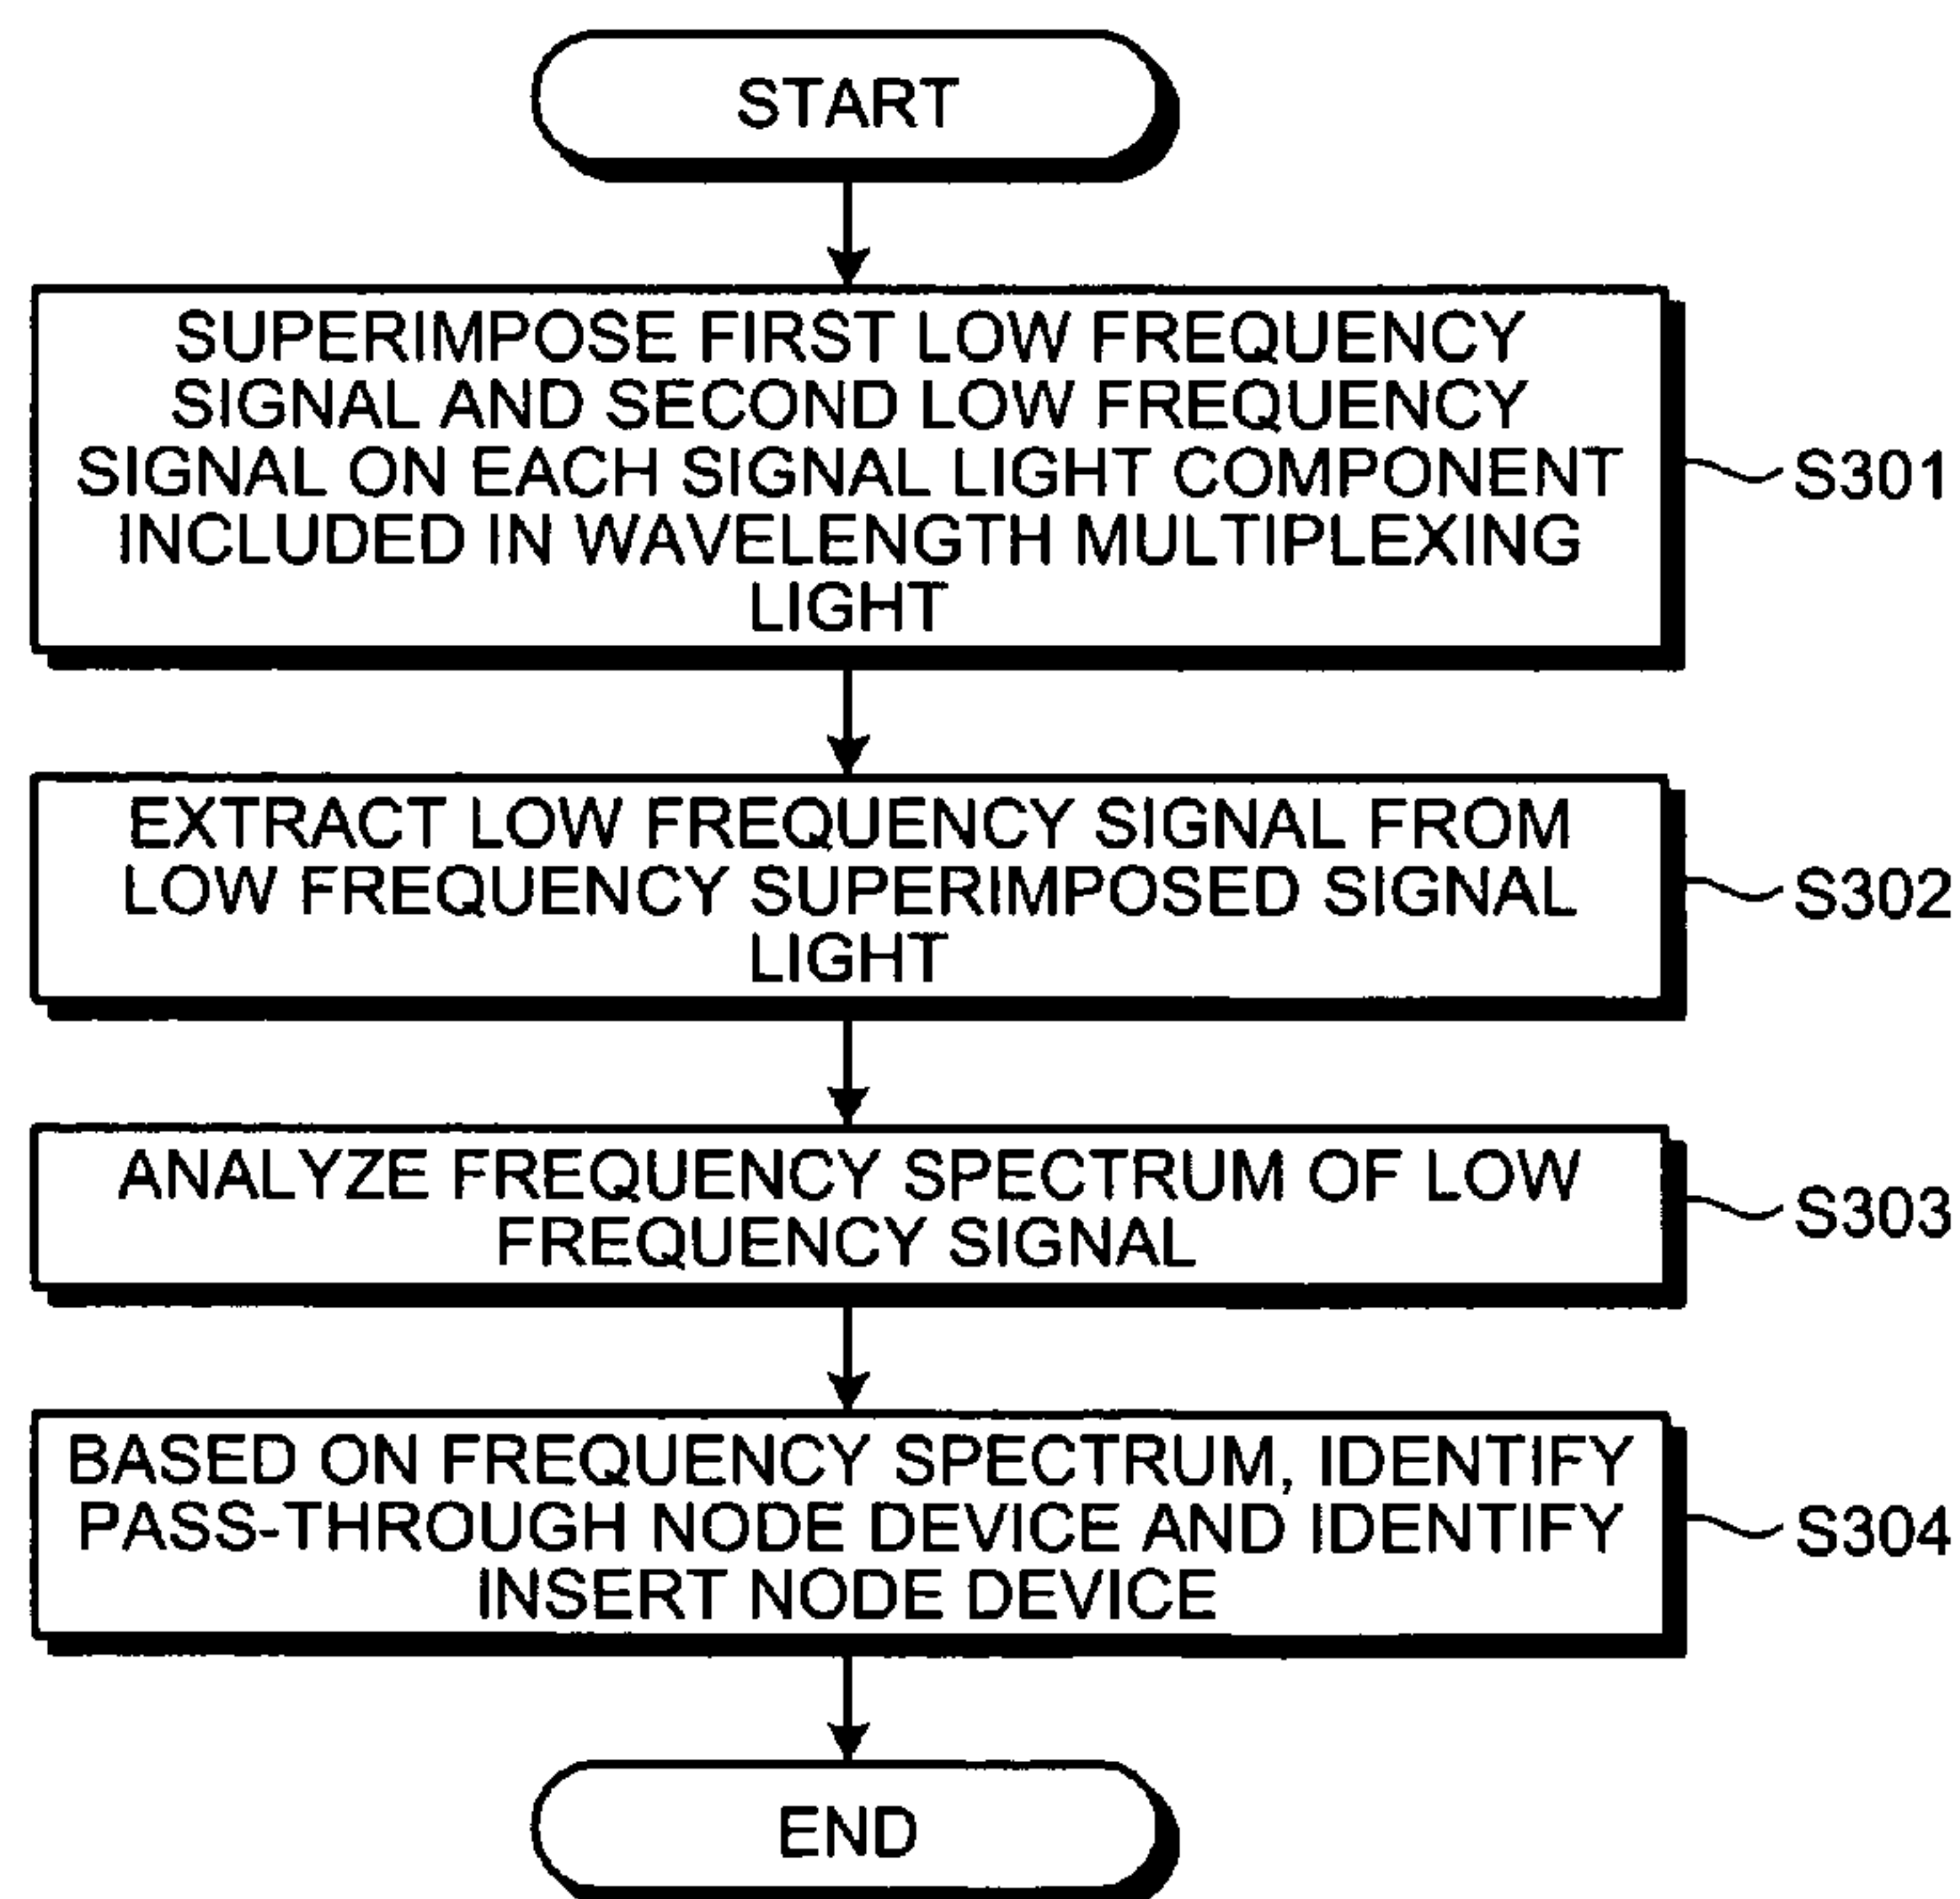 START
SUPERIMPOSE FIRST LOW FREQUENCY
SIGNAL AND SECOND LOW FREQUENCY
SIGNAL ON EACH SIGNAL LIGHT COMPONENT
INCLUDED IN WAVELENGTH MULTIPLEXING
LIGHT
S301
EXTRACT LOW FREQUENCY SIGNAL FROM
LOW FREQUENCY SUPERIMPOSED SIGNAL
LIGHT
S302
ANALYZE FREQUENCY SPECTRUM OF LOW
FREQUENCY SIGNAL
S303
BASED ON FREQUENCY SPECTRUM, IDENTIFY
PASS-THROUGH NODE DEVICE AND IDENTIFY
INSERT NODE DEVICE
S304
END